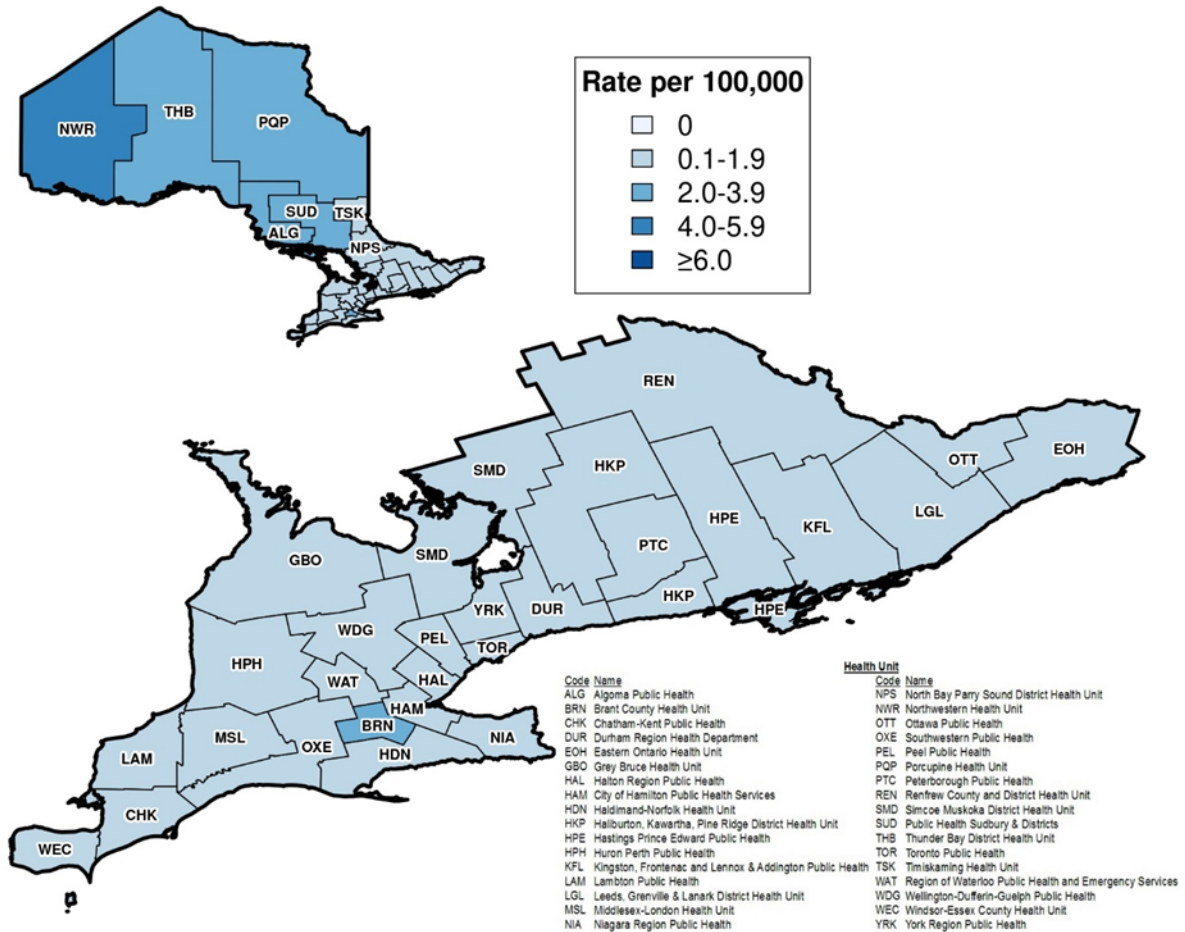 Rate per 100,000
0
0.1-1.9
2.0-3.9
4.0-5.9
≥6.0
NWR
THB
PQP
SUD
TSK
ALG
NPS
REN
SMD
HKP
OTT
EOH
HPE
KFL
LGL
GBO
SMD
PTC
YRK
DUR
HKP
HPE
WDG
PEL
TOR
HPH
WAT
HAL
HAM
BRN
MSL
OXE
NIA
HDN
LAM
CHK
WEC
Health Unit
Code Name
ALG Algoma Public Health
BRN Brant County Health Unit
CHK Chatham-Kent Public Health
DUR Durham Region Health Department
EOH Eastern Ontario Health Unit
GBO Grey Bruce Health Unit
HAL Halton Region Public Health
HAM City of Hamilton Public Health Services
HDN Haldimand-Norfolk Health Unit
HKP Haliburton, Kawartha, Pine Ridge District Health Unit
HPE Hastings Prince Edward Public Health
HPH Huron Perth Public Health
KFL Kingston, Frontenac and Lennox & Addington Public Health
LAM Lambton Public Health
LGL Leeds, Grenville & Lanark District Health Unit
MSL Middlesex-London Health Unit
NIA Niagara Region Public Health
Code Name
NPS North Bay Parry Sound District Health Unit
NWR Northwestern Health Unit
OTT Ottawa Public Health
OXE Southwestern Public Health
PEL Peel Public Health
PQP Porcupine Health Unit
PTC Peterborough Public Health
REN Renfrew County and District Health Unit
SMD Simcoe Muskoka District Health Unit
SUD Public Health Sudbury & Districts
THB Thunder Bay District Health Unit
TOR Toronto Public Health
TSK Timiskaming Health Unit
WAT Region of Waterloo Public Health and Emergency Services
WDG Wellington-Dufferin-Guelph Public Health
WEC Windsor-Essex County Health Unit
YRK York Region Public Health